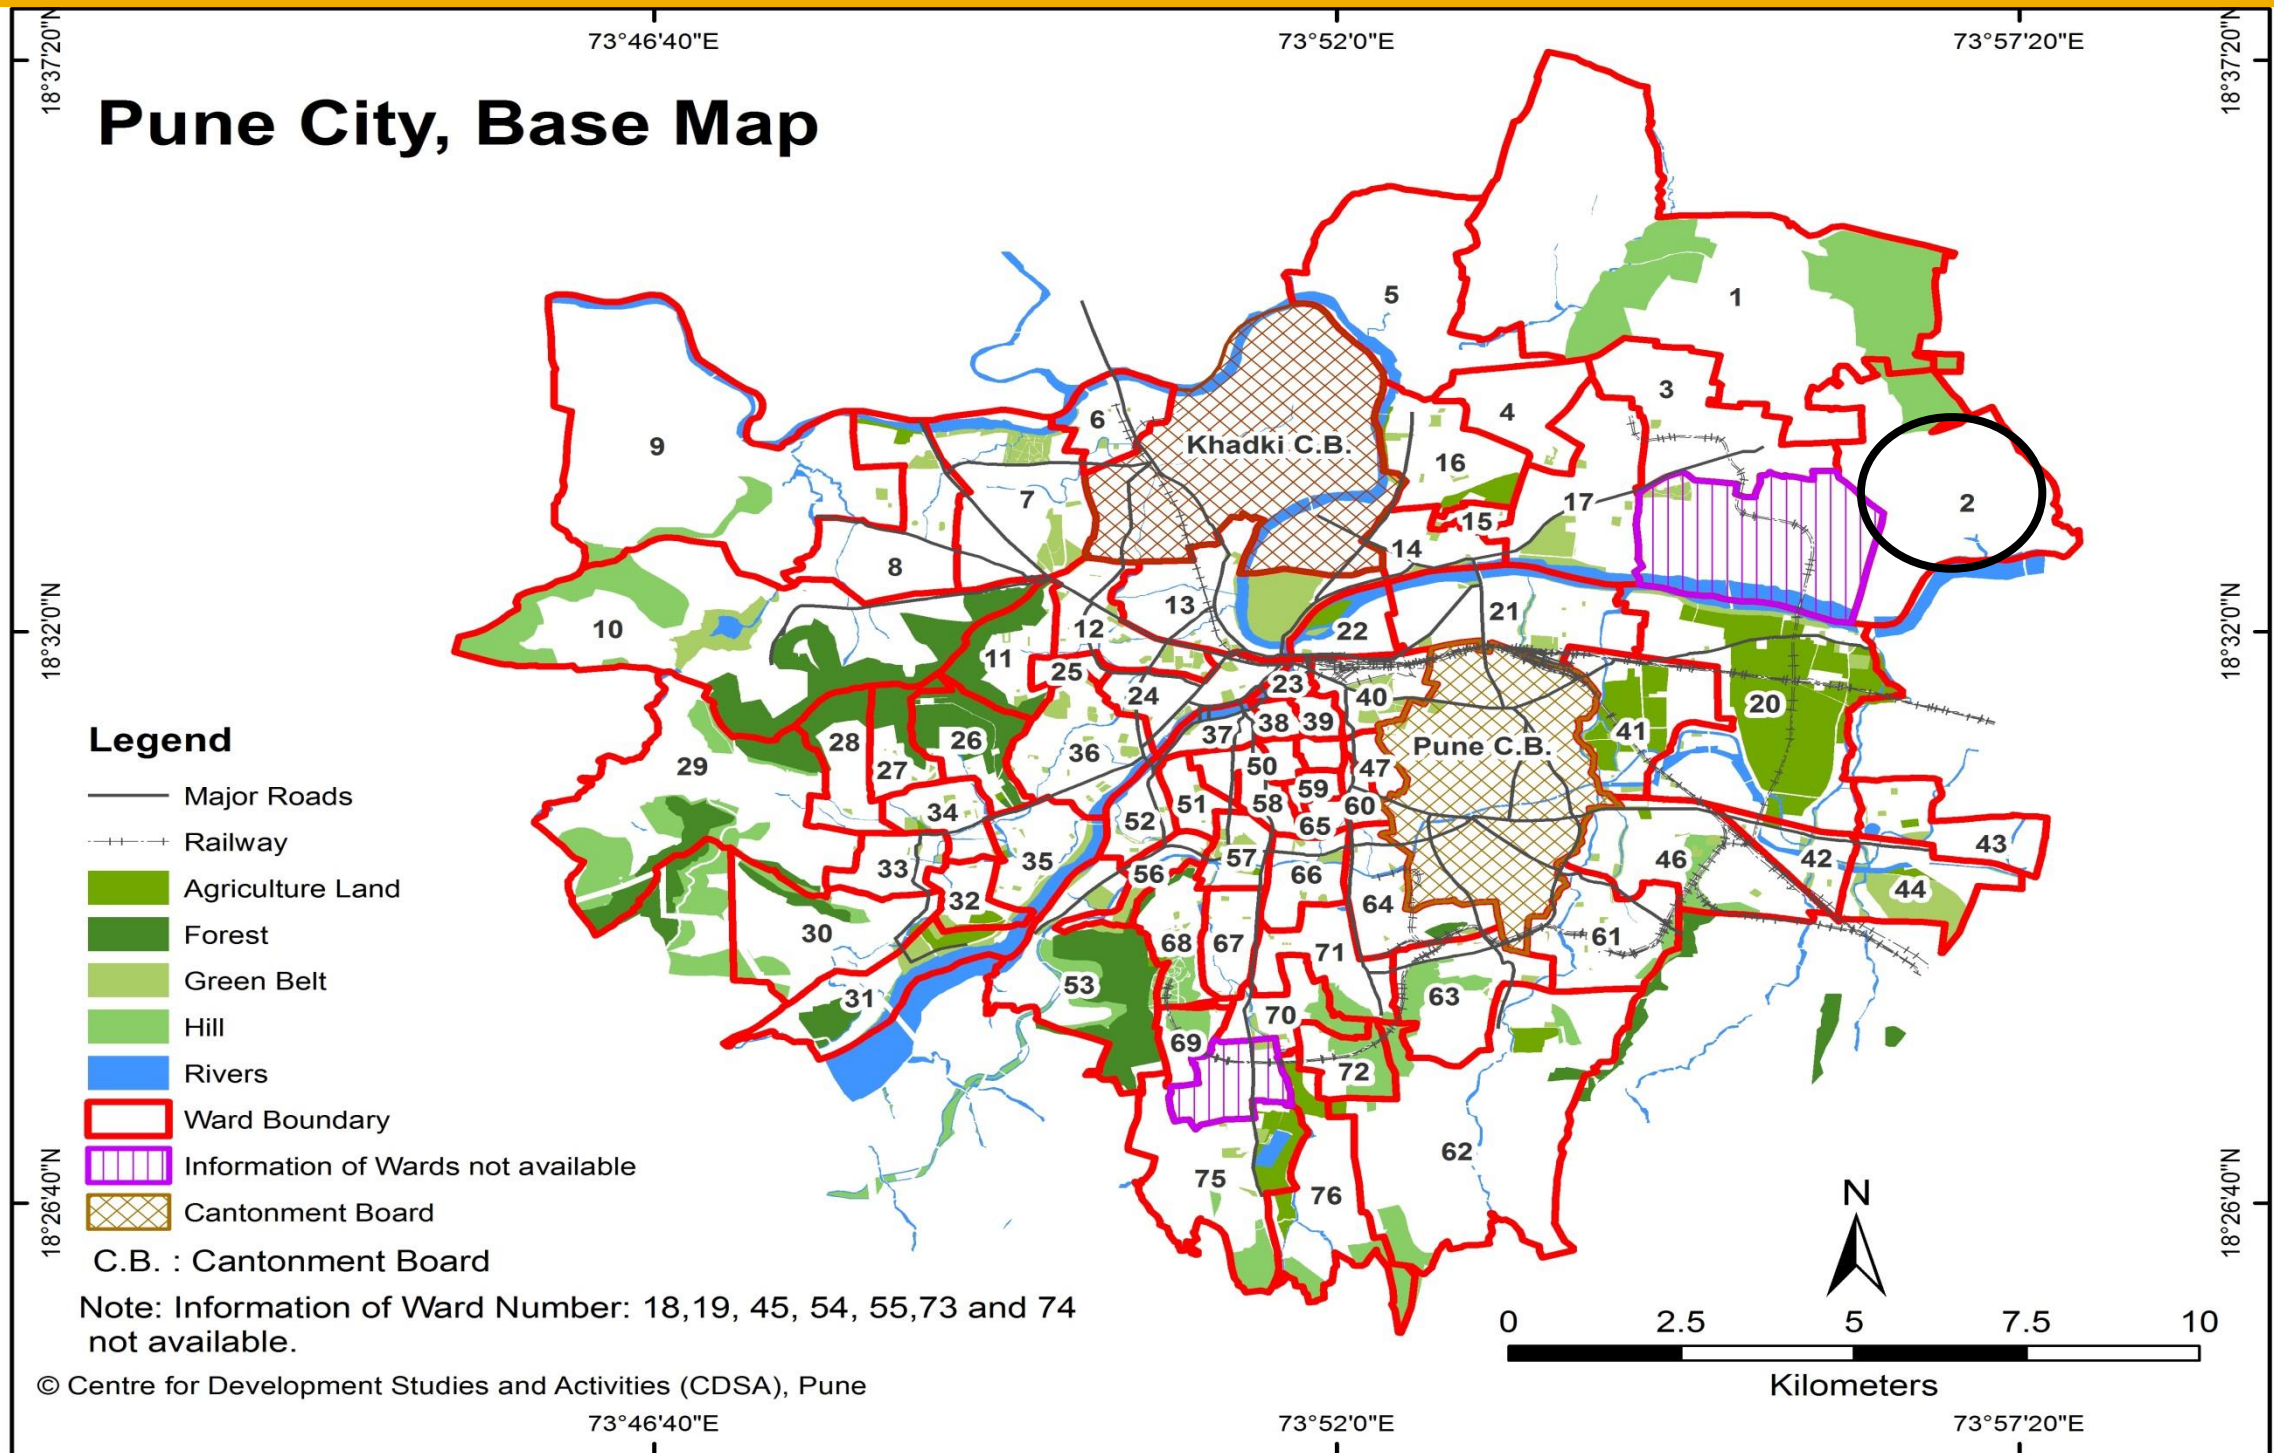 73°46'40"E
73°52'0"E
73°57'20"E
18°37'20"N
18°37'20"N
Pune City, Base Map
5
1
3
4
6
9
Khadki C.B.
16
7
17
2
15
14
8
13
10
12
22
21
18°32'0"N
18°32'0"N
11
25
23
24
40
20
38
39
37
41
28
26
36
Pune C.B.
29
27
50
47
59
51
58
60
34
52
65
43
33
35
57
46
42
56
66
44
32
64
30
68
67
61
71
53
31
63
70
69
72
62
75
76
Legend
Major Roads
Railway
Agriculture Land
Forest
Green Belt
Hill
Rivers
Ward Boundary
Information of Wards not available
Cantonment Board
C.B. : Cantonment Board
Note: Information of Ward Number: 18,19, 45, 54, 55,73 and 74
not available.
© Centre for Development Studies and Activities (CDSA), Pune
18°26'40"N
18°26'40"N
N
0 2.5 5 7.5 10
Kilometers
73°46'40"E
73°52'0"E
73°57'20"E